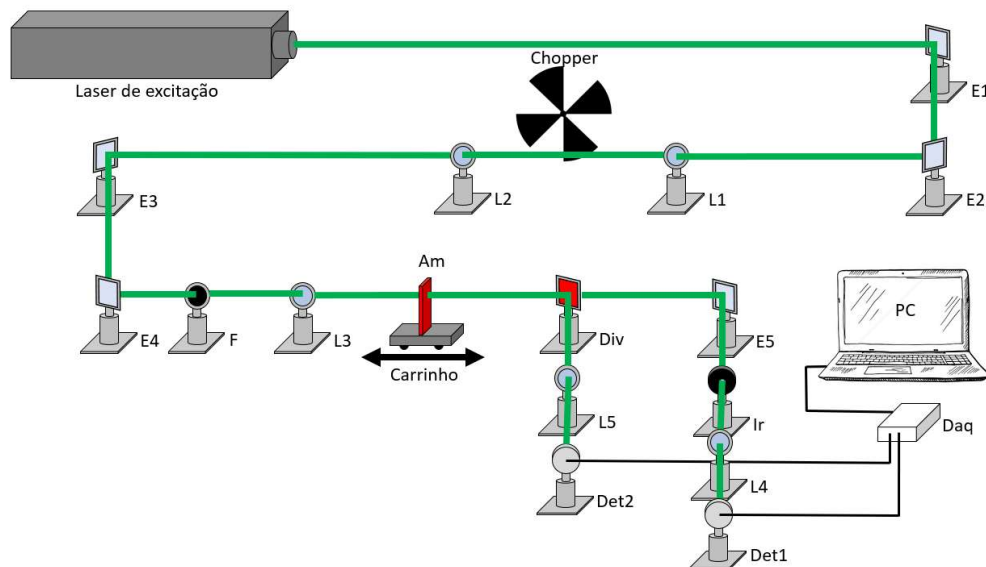 Chopper
Laser de excitação
E1
E3
L2
L1
E2
Am
PC
E4
F
L3
Carrinho
Div
E5
L5
Ir
Daq
Det2
L4
Det1